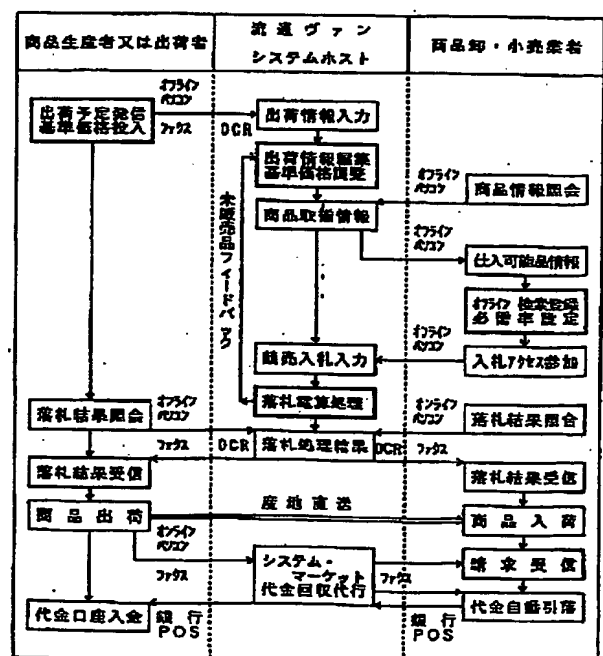 商品生産者又は出荷者
流通ヴァン
システムホスト
商品卸・小売業者
オフライン
パソコン
出荷予定発信
基準価格投入
ファクス
OCR
出荷情報入力
出荷情報編集
基準価格調整
オフライン
パソコン
商品情報照会
商品取扱情報
未販売品フィードバック
オフライン
パソコン
仕入可能品情報
オフライン検索登録
必需率設定
オフライン
パソコン
競売入札入力
入札アクセス参加
落札電算処理
オフライン
パソコン
落札結果照会
オンライン
パソコン
落札結果照会
ファクス
OCR
落札処理結果
OCR
ファクス
落札結果受信
落札結果受信
商品出荷
産地直送
商品入荷
オンライン
パソコン
ファクス
システム・
マーケット
代金回収代行
ファクス
請求受信
代金口座入金
銀行
POS
銀行
POS
代金自動引落